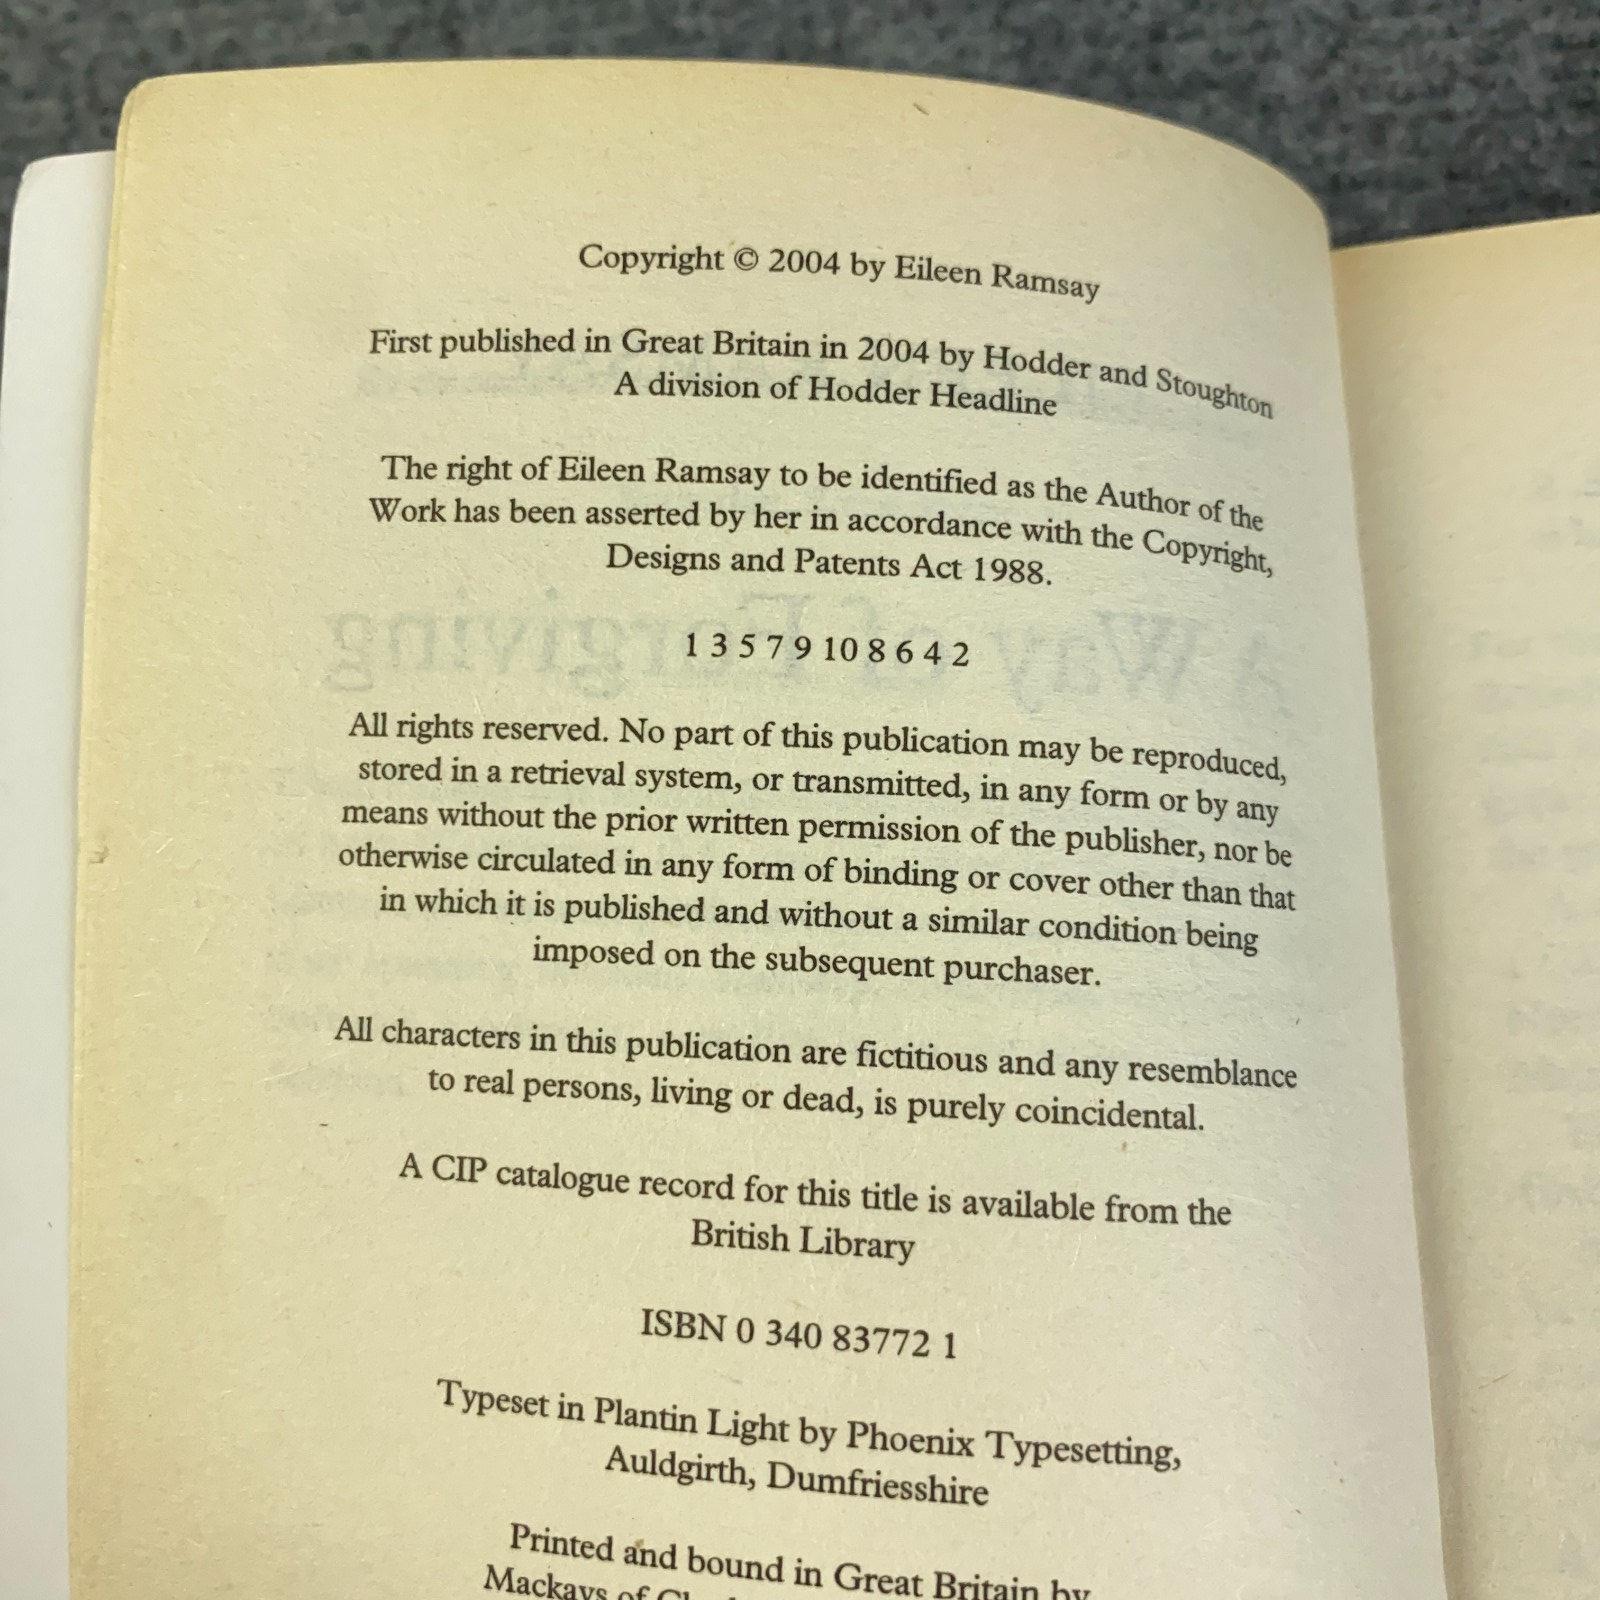 Copyright © 2004 by Eileen Ramsay
First published in Great Britain in 2004 by Hodder and Stoughton
A division of Hodder Headline
The right of Eileen Ramsay to be identified as the Author of the
Work has been asserted by her in accordance with the Copyright,
Designs and Patents Act 1988.
1 3 5 7 9 10 8 6 4 2
A Way of Forgiving
All rights reserved. No part of this publication may be reproduced,
stored in a retrieval system, or transmitted, in any form or by any
means without the prior written permission of the publisher, nor be
otherwise circulated in any form of binding or cover other than that
in which it is published and without a similar condition being
imposed on the subsequent purchaser.
All characters in this publication are fictitious and any resemblance
to real persons, living or dead, is purely coincidental.
A CIP catalogue record for this title is available from the
British Library
ISBN 0 340 83772 1
Typeset in Plantin Light by Phoenix Typesetting,
Auldgirth, Dumfriesshire
Printed and bound in Great Britain by
Mackays of